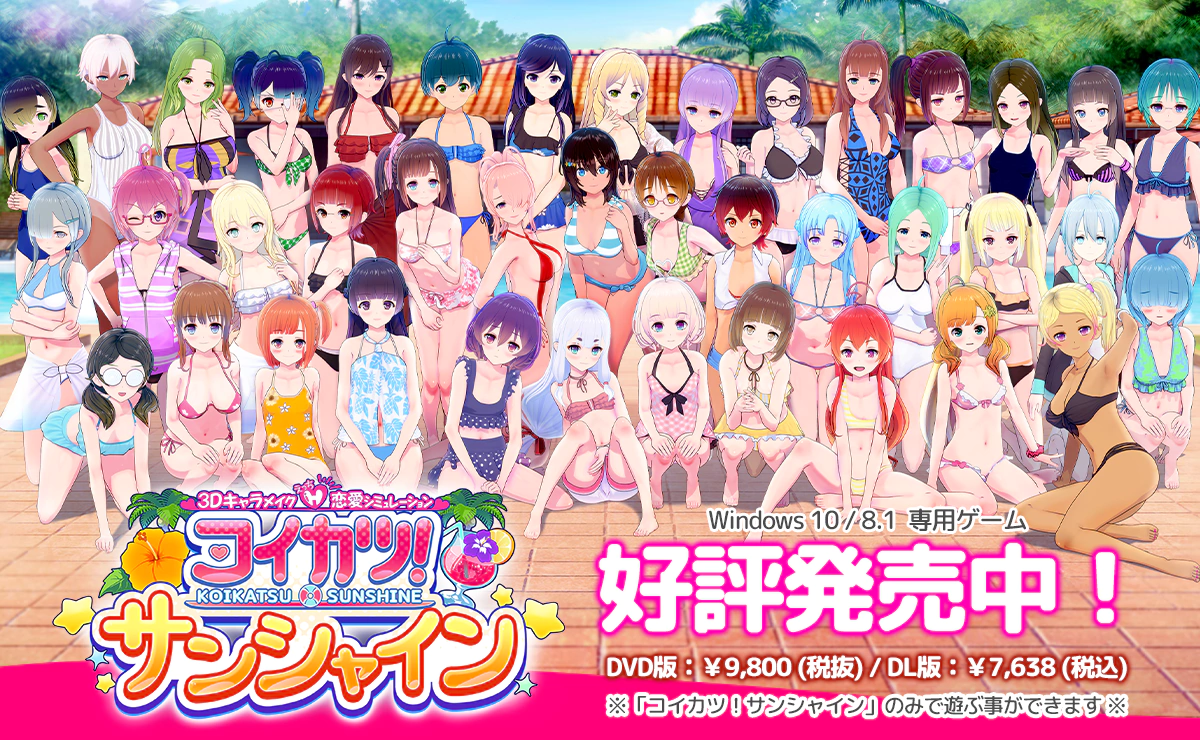 3Dキャラメイク H 恋愛シミュレーション
コイカツ!
KOIKATSU SUNSHINE
サンシャイン
Windows 10 / 8.1 専用ゲーム
好評発売中！
DVD版：￥9,800 (税抜) / DL版：￥7,638 (税込)
※「コイカツ！サンシャイン」のみで遊ぶ事ができます※